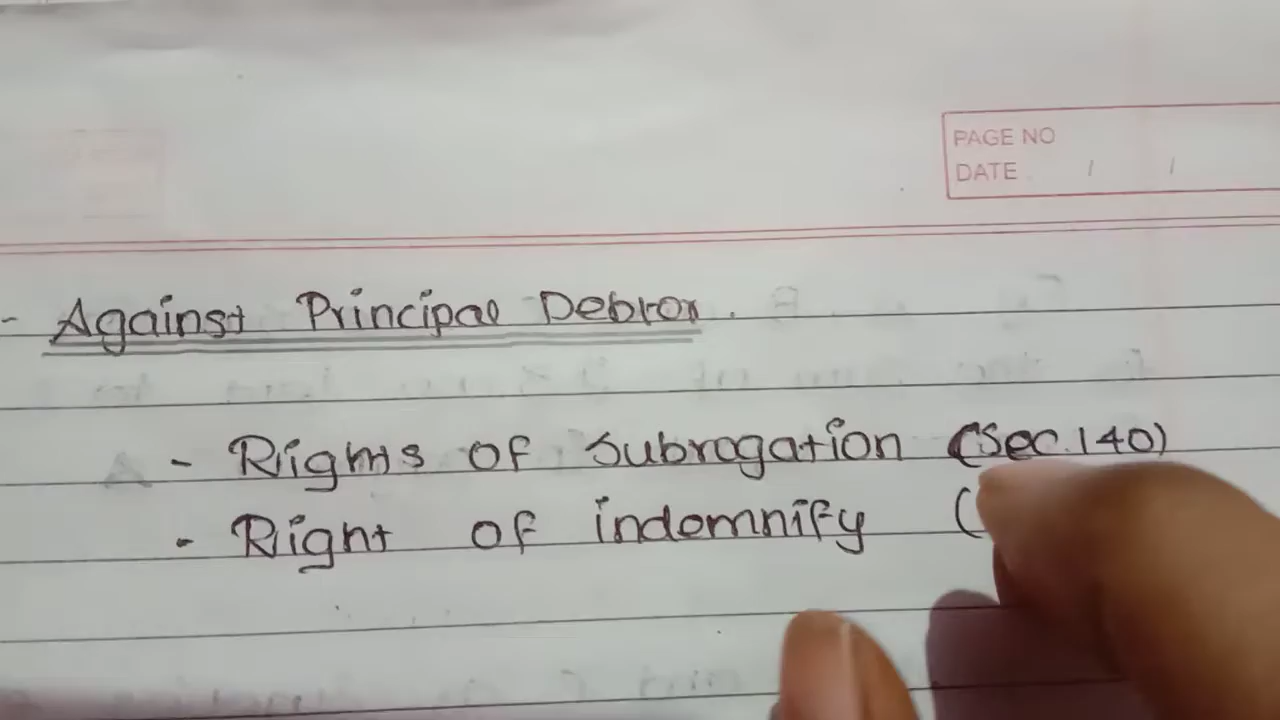 PAGE NO
DATE / /
- Against Principal Debtor.
- Rights of Subrogation (Sec.140)
- Right of indemnify (